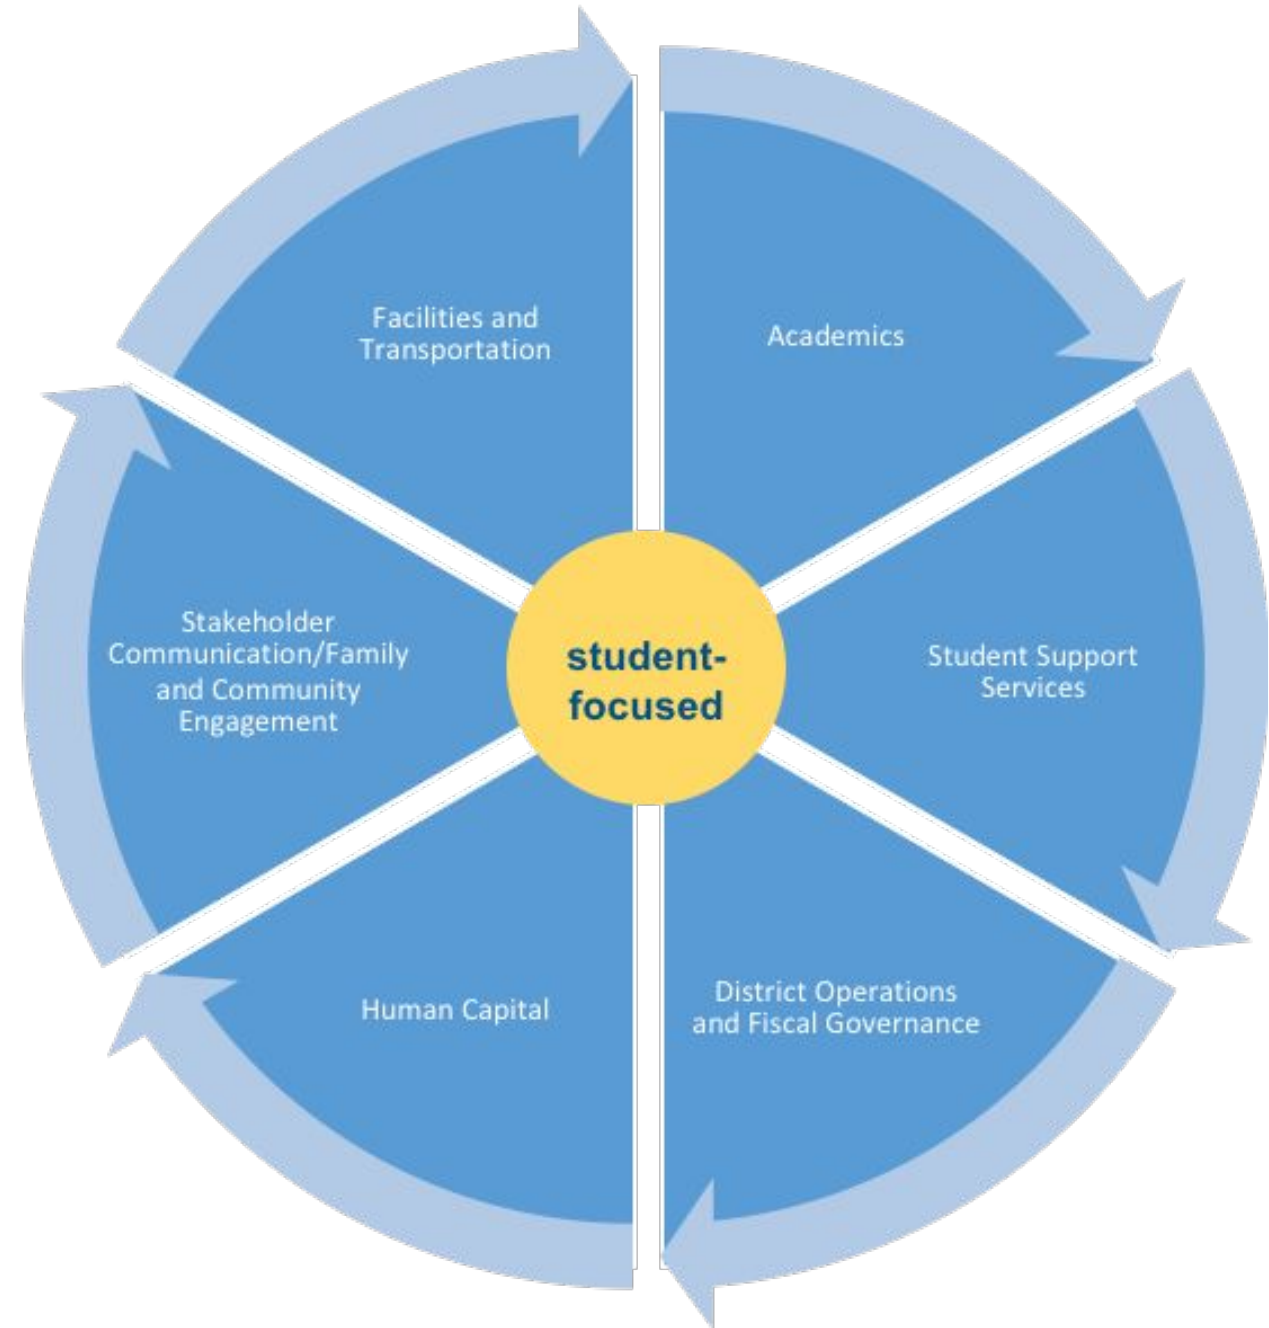 Facilities and
Transportation
Academics
Stakeholder
Communication/Family
and Community
Engagement
student-
focused
Student Support
Services
Human Capital
District Operations
and Fiscal Governance